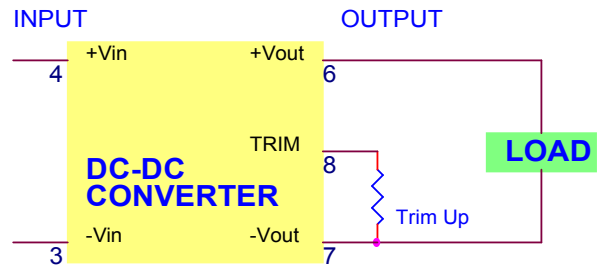 INPUT OUTPUT
+Vin +Vout
4 6
TRIM
8
LOAD
DC-DC
CONVERTER
Trim Up
-Vin -Vout
3 7